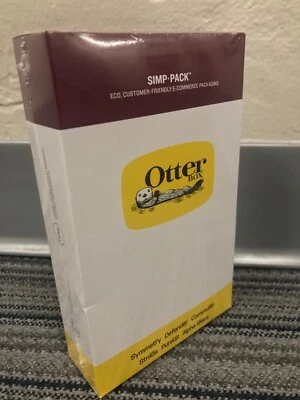 SIMP·PACK™
ECO, CUSTOMER-FRIENDLY E-COMMERCE PACKAGING
Otter
BOX
Symmetry Defender Commuter
Strada Pursuit Alpha Glass